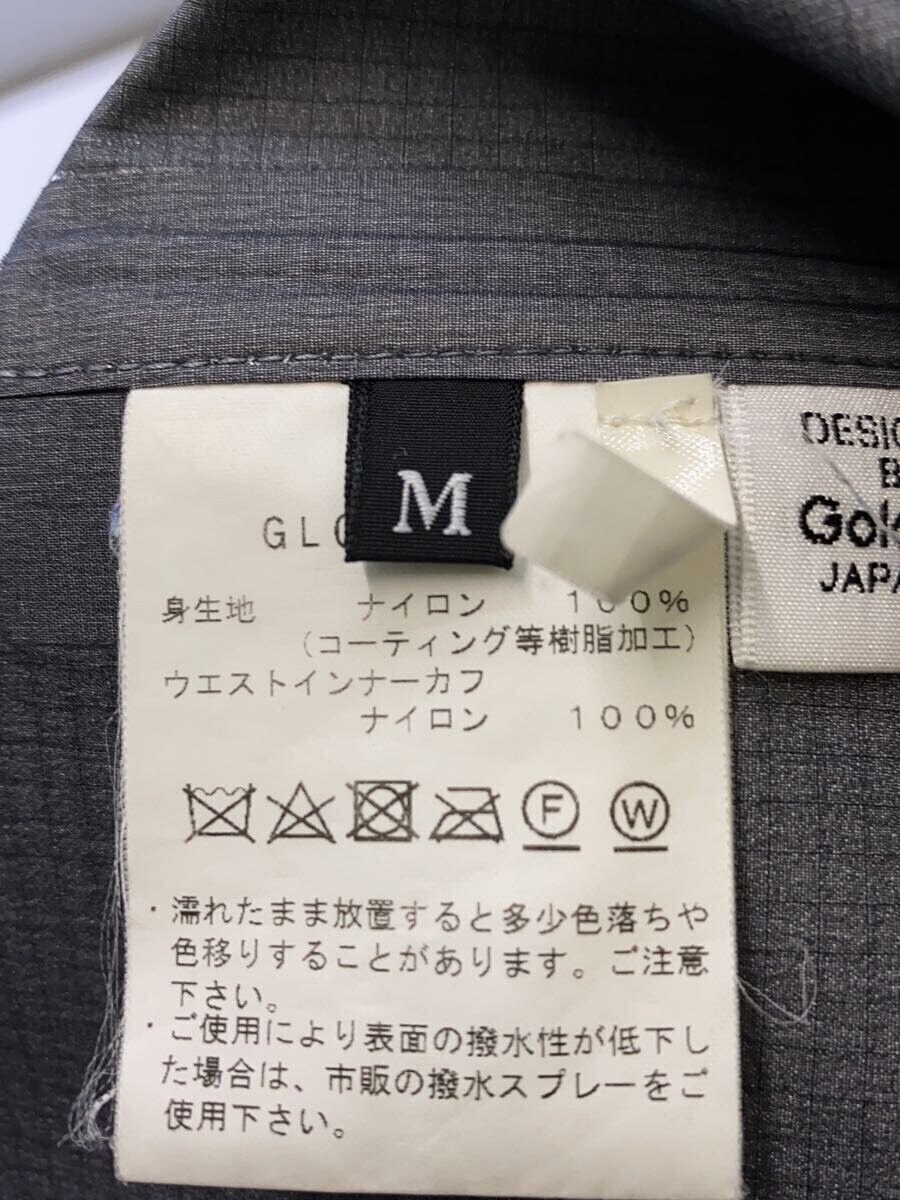 M
身生地 ナイロン 100%
(コーティング等樹脂加工)
ウエストインナーカフ
ナイロン 100%
F W
・濡れたまま放置すると多少色落ちや
色移りすることがあります。ご注意
下さい。
・ご使用により表面の撥水性が低下し
た場合は、市販の撥水スプレーをご
使用下さい。